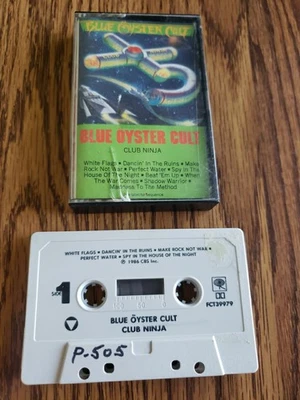 BLUE ÖYSTER CULT
BLUE ÖYSTER CULT
CLUB NINJA
White Flags • Dancin' In The Ruins • Make
Rock Not War • Perfect Water • Spy In The
House Of The Night • Beat 'Em Up • When
The War Comes • Shadow Warrior •
Madness To The Method
WHITE FLAGS • DANCIN' IN THE RUINS • MAKE ROCK NOT WAR •
PERFECT WATER • SPY IN THE HOUSE OF THE NIGHT
℗ 1986 CBS Inc.
SIDE 1
FCT39979
BLUE ÖYSTER CULT
CLUB NINJA
P-505